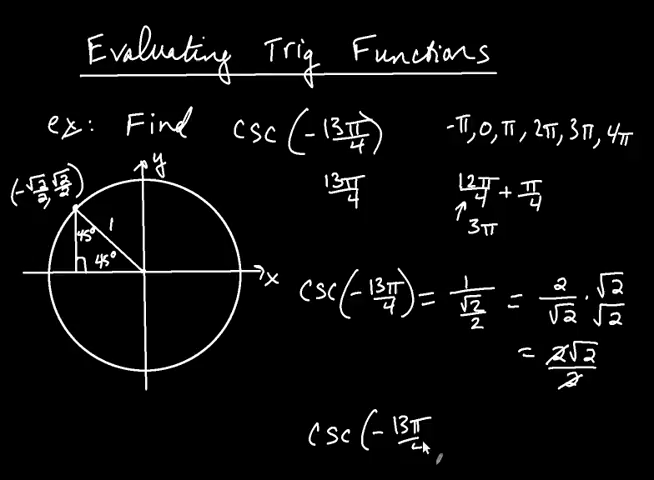 Evaluating Trig Functions
ex: Find csc(-13π/4)
-π, 0, π, 2π, 3π, 4π
13π/4
12π/4 + π/4
3π
y
(-√2/2, √2/2)
1
45°
45°
x
csc(-13π/4) = 1/(√2/2) = 2/√2 · √2/√2
= 2√2/2
csc(-13π/4